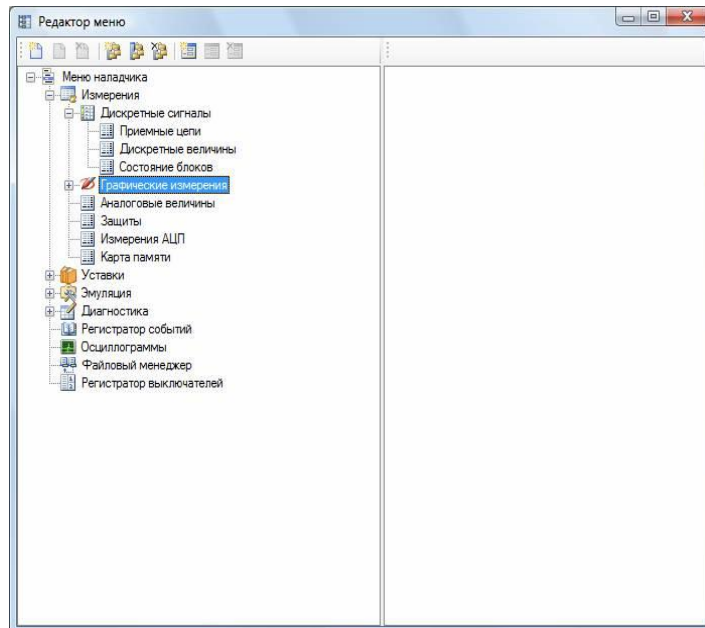 Редактор меню
Меню наладчика
Измерения
Дискретные сигналы
Приемные цепи
Дискретные величины
Состояние блоков
Графические измерения
Аналоговые величины
Защиты
Измерения АЦП
Карта памяти
Уставки
Эмуляция
Диагностика
Регистратор событий
Осциллограммы
Файловый менеджер
Регистратор выключателей